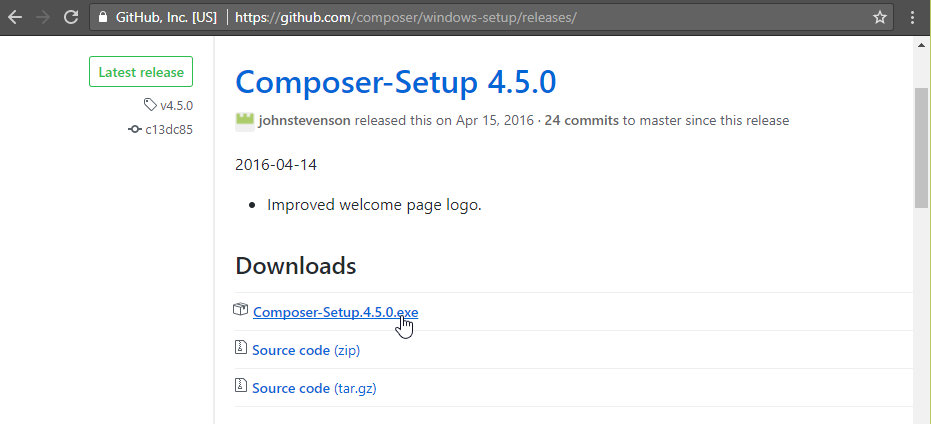 GitHub, Inc. [US] https://github.com/composer/windows-setup/releases/
Latest release
v4.5.0
c13dc85
Composer-Setup 4.5.0
johnstevenson released this on Apr 15, 2016 · 24 commits to master since this release
2016-04-14
• Improved welcome page logo.
Downloads
Composer-Setup.4.5.0.exe
Source code (zip)
Source code (tar.gz)